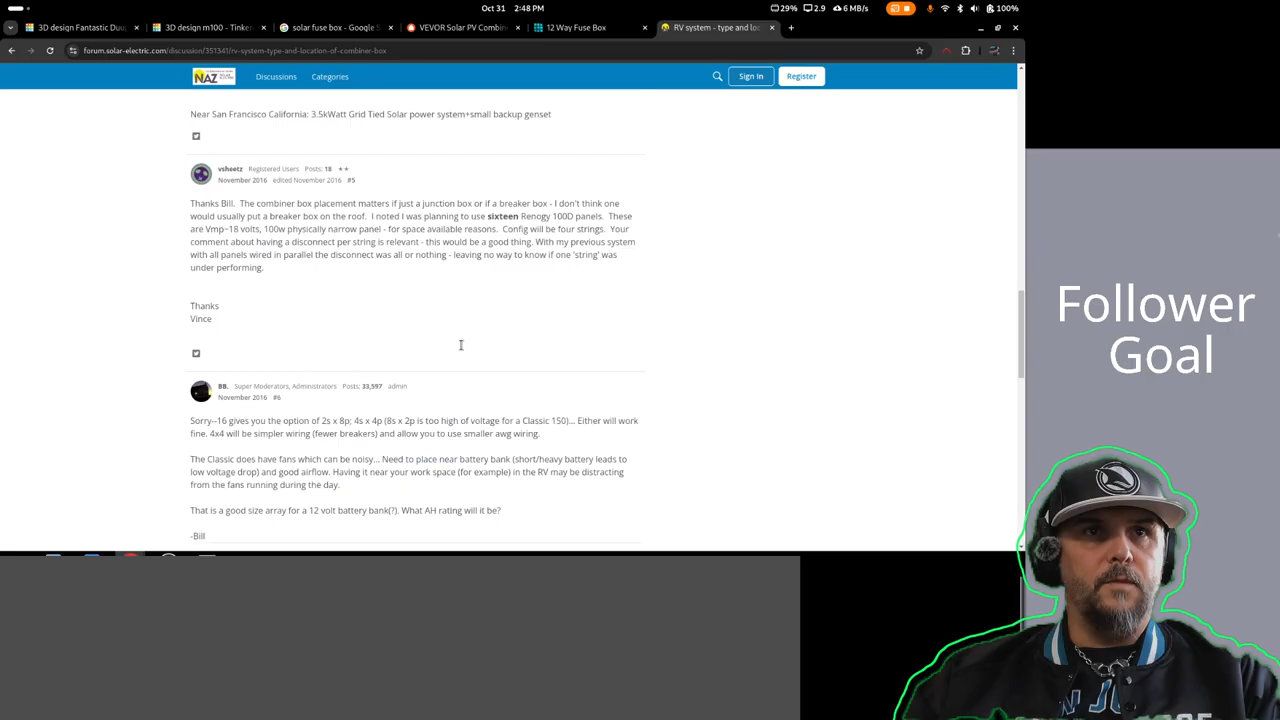 Oct 31 2:48 PM
29% 2.9 6 MB/s 100%
3D design Fantastic Duu
3D design m100 - Tinker
solar fuse box - Google S
VEVOR Solar PV Combin
12 Way Fuse Box
RV system - type and loc
forum.solar-electric.com/discussion/351341/rv-system-type-and-location-of-combiner-box
NAZ Discussions Categories Sign In Register
Near San Francisco California: 3.5kWatt Grid Tied Solar power system+small backup genset
vsheetz Registered Users Posts: 18 ★★
November 2016 edited November 2016 #5
Thanks Bill. The combiner box placement matters if just a junction box or if a breaker box - I don't think one
would usually put a breaker box on the roof. I noted I was planning to use sixteen Renogy 100D panels. These
are Vmp~18 volts, 100w physically narrow panel - for space available reasons. Config will be four strings. Your
comment about having a disconnect per string is relevant - this would be a good thing. With my previous system
with all panels wired in parallel the disconnect was all or nothing - leaving no way to know if one 'string' was
under performing.
Thanks
Vince
BB. Super Moderators, Administrators Posts: 33,597 admin
November 2016 #6
Sorry--16 gives you the option of 2s x 8p; 4s x 4p (8s x 2p is too high of voltage for a Classic 150)... Either will work
fine. 4x4 will be simpler wiring (fewer breakers) and allow you to use smaller awg wiring.
The Classic does have fans which can be noisy... Need to place near battery bank (short/heavy battery leads to
low voltage drop) and good airflow. Having it near your work space (for example) in the RV may be distracting
from the fans running during the day.
That is a good size array for a 12 volt battery bank(?). What AH rating will it be?
-Bill
Follower
Goal